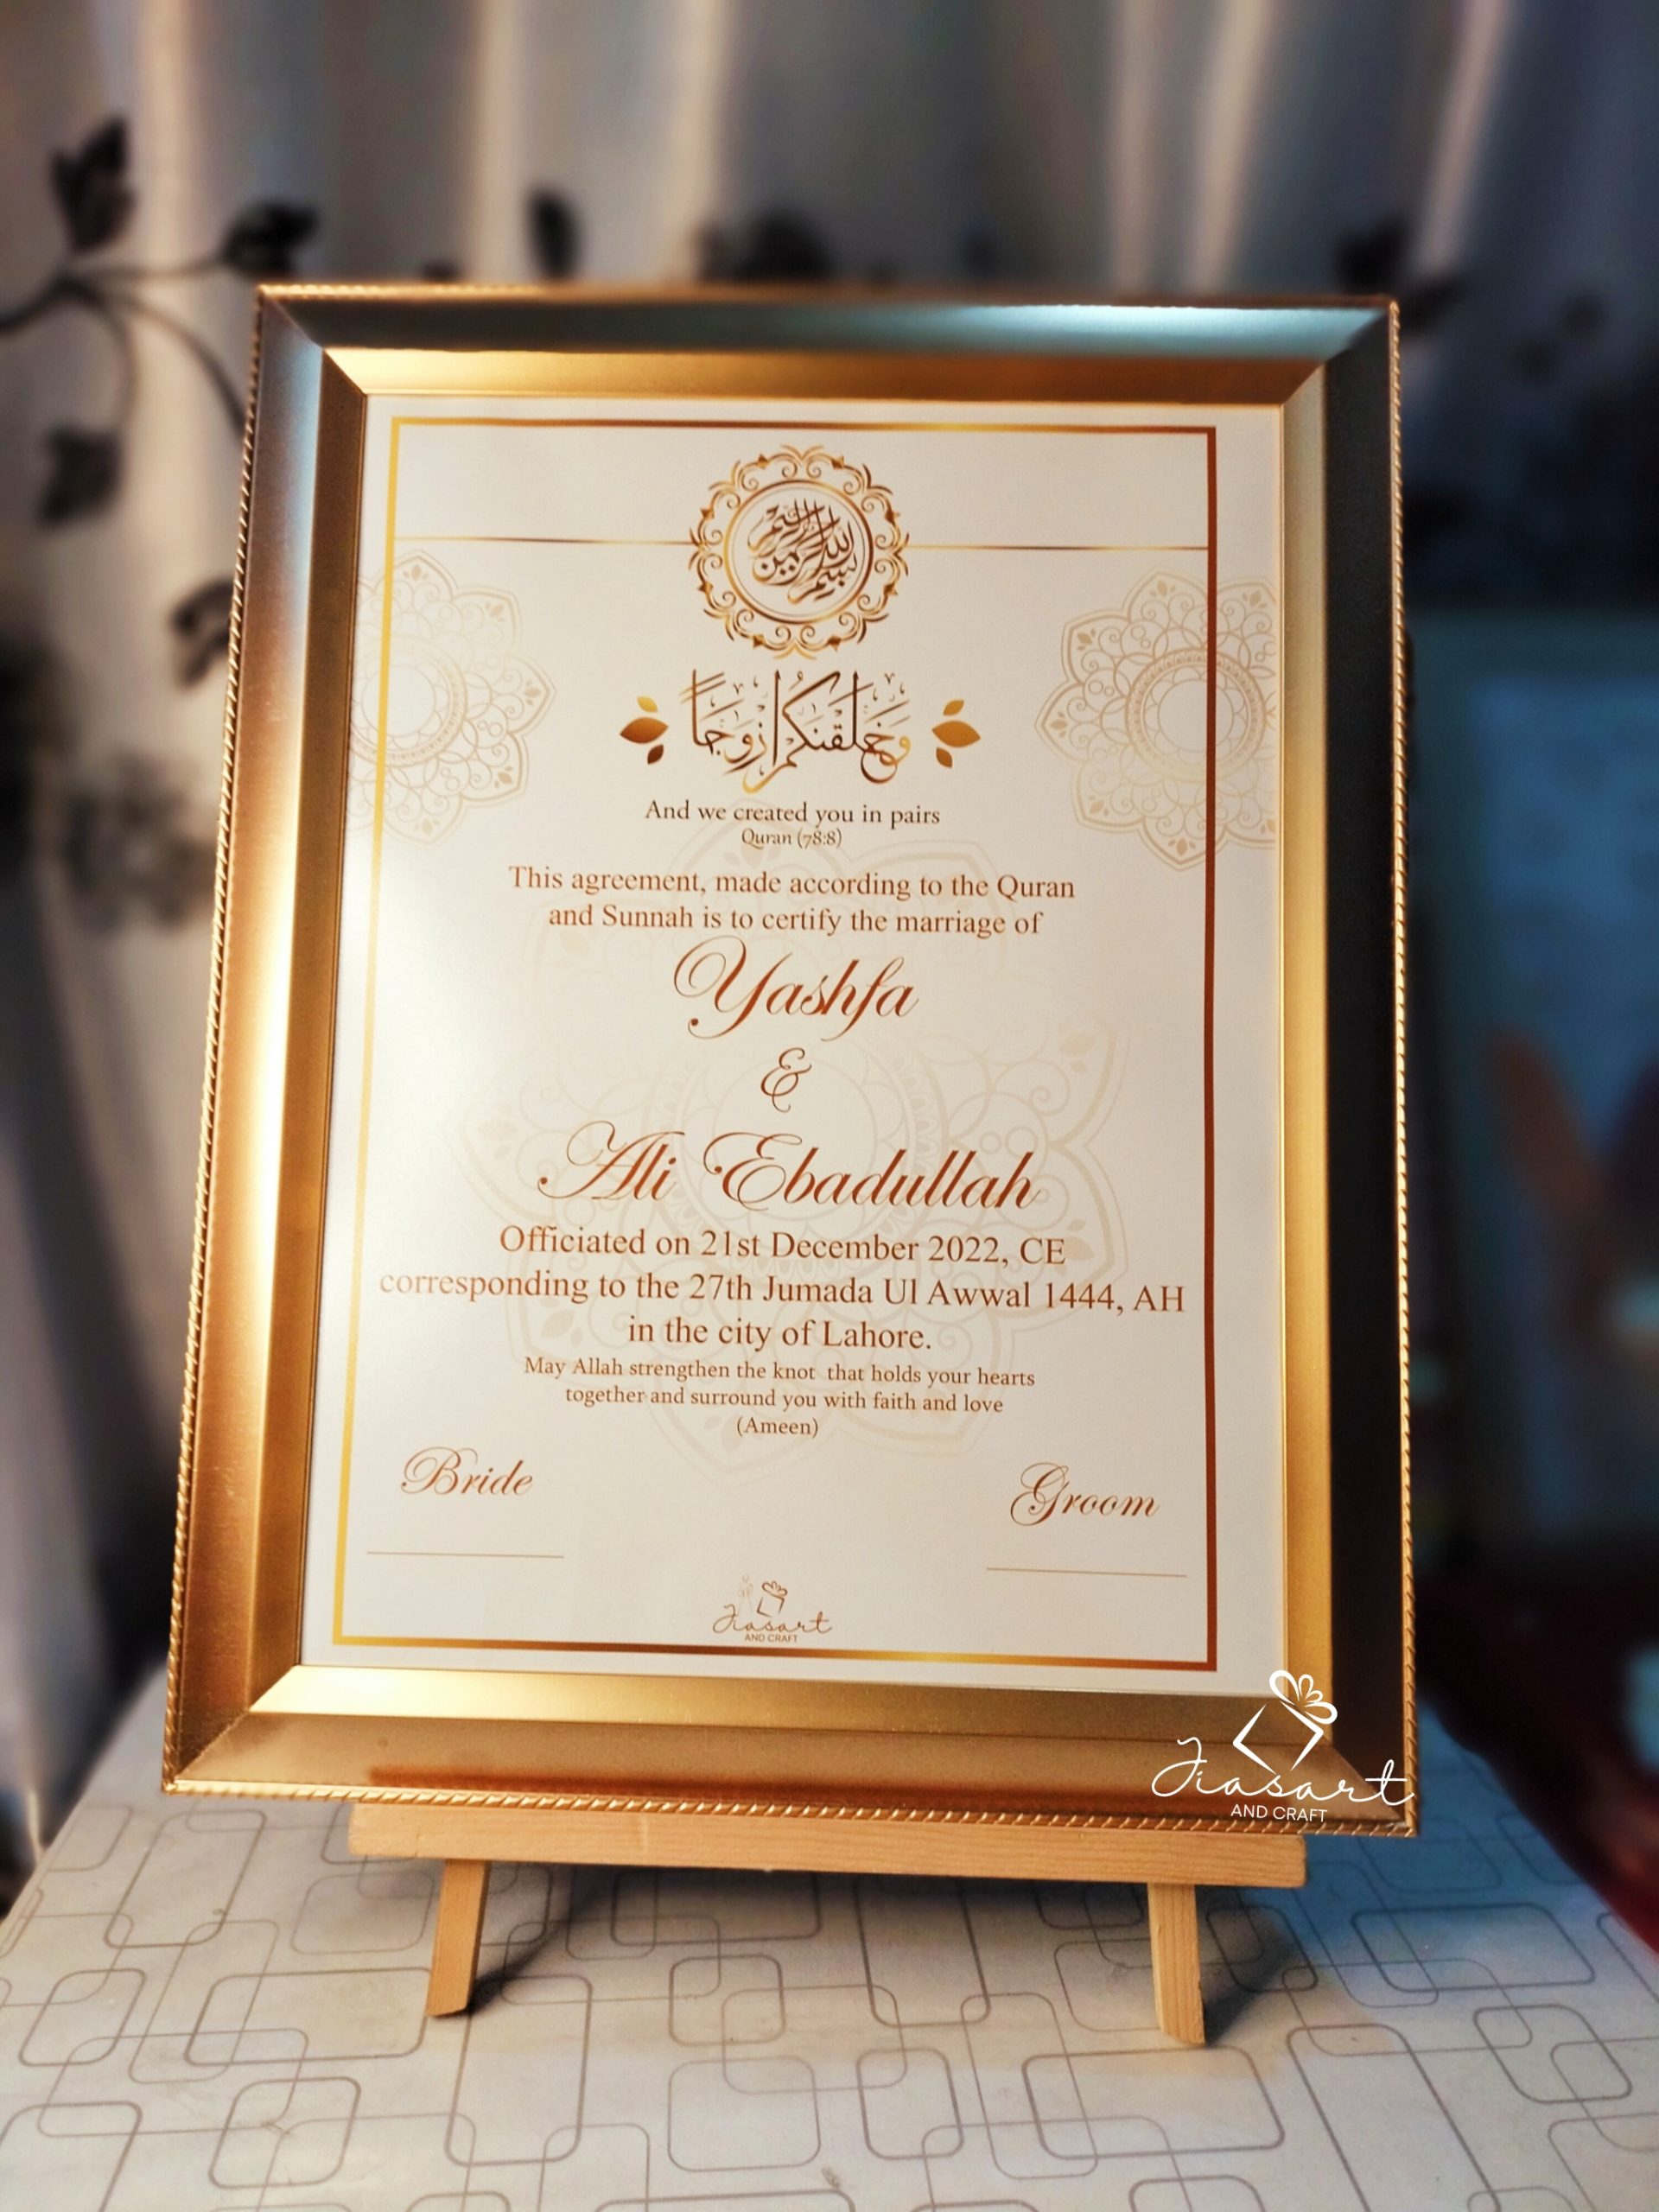 بسم الله الرحمن الرحيم
وَخَلَقْنَكُمْ أَزْوَجًا
And we created you in pairs
Quran (78:8)
This agreement, made according to the Quran
and Sunnah is to certify the marriage of
Yashfa
&
Ali Ebadullah
Officiated on 21st December 2022, CE
corresponding to the 27th Jumada Ul Awwal 1444, AH
in the city of Lahore.
May Allah strengthen the knot that holds your hearts
together and surround you with faith and love
(Ameen)
Bride
Groom
Jiasart
AND CRAFT
Jiasart
AND CRAFT